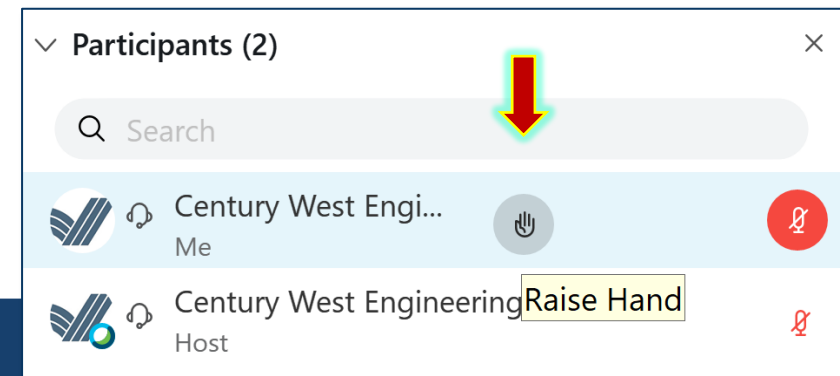 Participants (2)
Search
Century West Engi...
Me
Century West Engineering
Raise Hand
Host